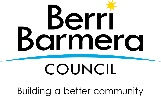 Berri
Barmera
COUNCIL
Building a better community